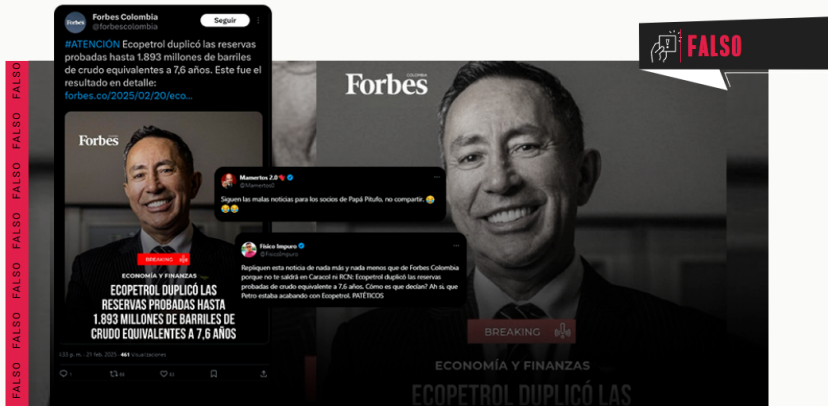 Forbes Colombia
@forbescolombia
Seguir
#ATENCIÓN Ecopetrol duplicó las reservas
probadas hasta 1.893 millones de barriles
de crudo equivalentes a 7,6 años. Este fue el
resultado en detalle:
forbes.co/2025/02/20/eco...
Forbes
BREAKING
ECONOMÍA Y FINANZAS
ECOPETROL DUPLICÓ LAS
RESERVAS PROBADAS HASTA
1.893 MILLONES DE BARRILES DE
CRUDO EQUIVALENTES A 7,6 AÑOS
1:33 p. m. · 21 feb. 2025 · 461 Visualizaciones
Mamertos 2.0
@Mamertos0
Siguen las malas noticias para los socios de Papá Pitufo, no compartir. 😂
😂😂
Físico Impuro
@FisicoImpuro
Repliquen esta noticia de nada más y nada menos que de Forbes Colombia
porque no te saldrá en Caracol ni RCN: Ecopetrol duplicó las reservas
probadas de crudo equivalente a 7,6 años. Cómo es que decían? Ah si, que
Petro estaba acabando con Ecopetrol. PATÉTICOS
COLOMBIA
Forbes
BREAKING
ECONOMÍA Y FINANZAS
ECOPETROL DUPLICÓ LAS
FALSO
FALSO
FALSO
FALSO
FALSO
FALSO
FALSO
FALSO